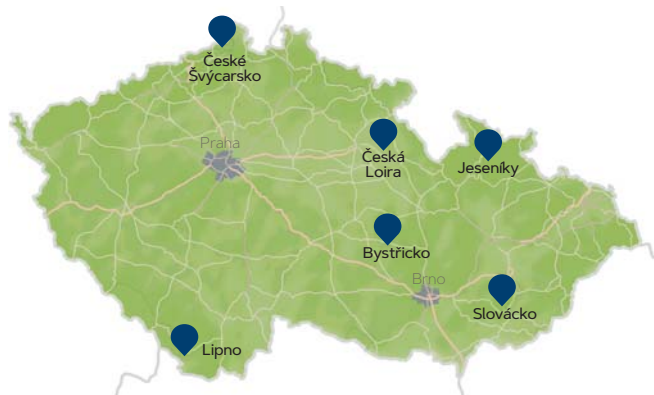 České
Švýcarsko
Praha
Česká
Loira
Jeseníky
Bystřicko
Brno
Slovácko
Lipno